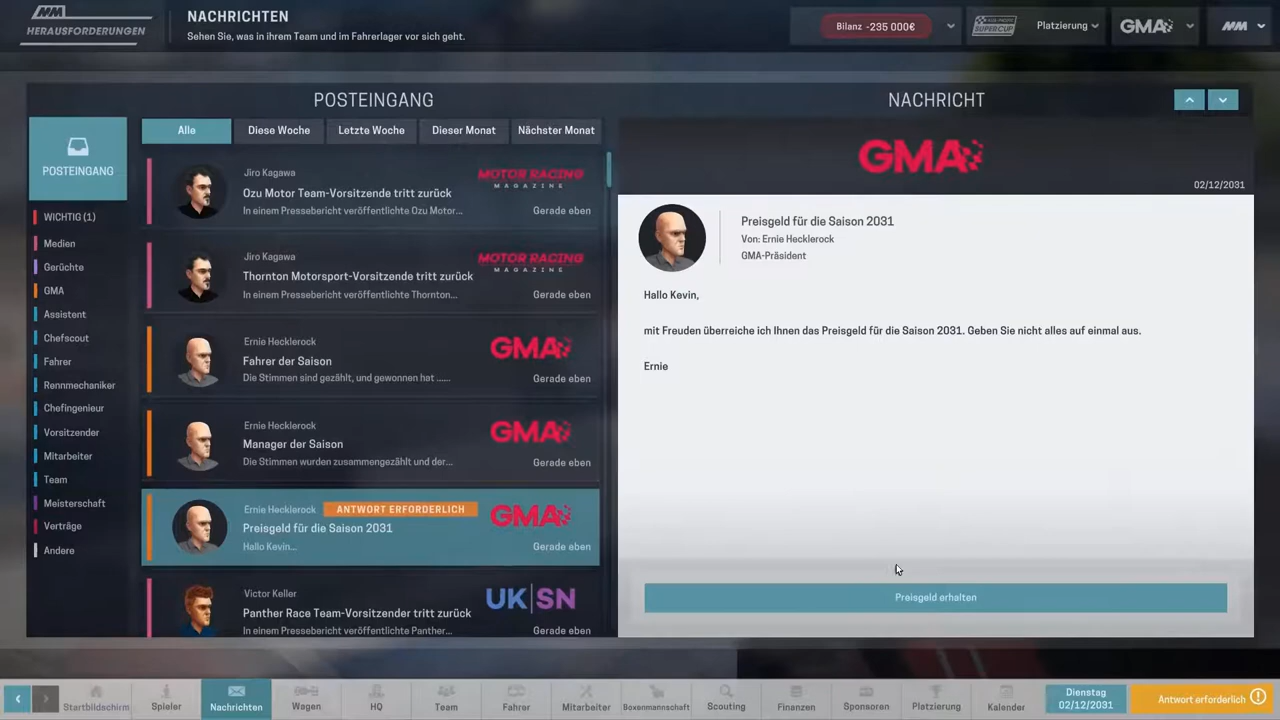 MM
HERAUSFORDERUNGEN
NACHRICHTEN
Sehen Sie, was in ihrem Team und im Fahrerlager vor sich geht.
Bilanz -235 000€
ASIA-PACIFIC
SUPERCUP
Platzierung
GMA
MM
POSTEINGANG
NACHRICHT
POSTEINGANG
WICHTIG (1)
Medien
Gerüchte
GMA
Assistent
Chefscout
Fahrer
Rennmechaniker
Chefingenieur
Vorsitzender
Mitarbeiter
Team
Meisterschaft
Verträge
Andere
Alle
Diese Woche
Letzte Woche
Dieser Monat
Nächster Monat
Jiro Kagawa
MOTOR RACING
MAGAZINE
Ozu Motor Team-Vorsitzende tritt zurück
In einem Pressebericht veröffentlichte Ozu Motor...
Gerade eben
Jiro Kagawa
MOTOR RACING
MAGAZINE
Thornton Motorsport-Vorsitzende tritt zurück
In einem Pressebericht veröffentlichte Thornton...
Gerade eben
Ernie Hecklerock
GMA
Fahrer der Saison
Die Stimmen sind gezählt, und gewonnen hat ......
Gerade eben
Ernie Hecklerock
GMA
Manager der Saison
Die Stimmen wurden zusammengezählt und der...
Gerade eben
Ernie Hecklerock
ANTWORT ERFORDERLICH
GMA
Preisgeld für die Saison 2031
Hallo Kevin...
Gerade eben
Victor Keller
UK|SN
Panther Race Team-Vorsitzender tritt zurück
In einem Pressebericht veröffentlichte Panther...
Gerade eben
GMA
02/12/2031
Preisgeld für die Saison 2031
Von: Ernie Hecklerock
GMA-Präsident
Hallo Kevin,
mit Freuden überreiche ich Ihnen das Preisgeld für die Saison 2031. Geben Sie nicht alles auf einmal aus.
Ernie
Preisgeld erhalten
Startbildschirm
Spieler
Nachrichten
Wagen
HQ
Team
Fahrer
Mitarbeiter
Boxenmannschaft
Scouting
Finanzen
Sponsoren
Platzierung
Kalender
Dienstag
02/12/2031
Antwort erforderlich